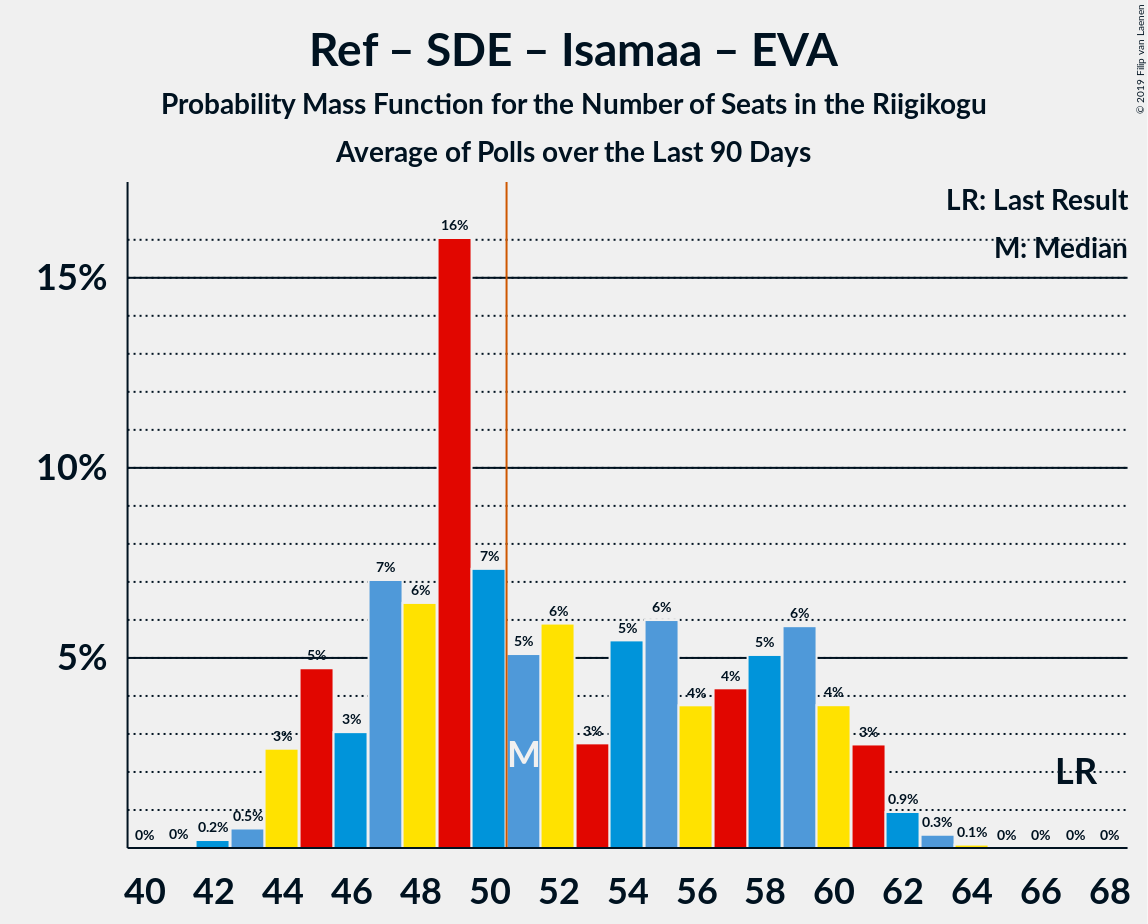 Ref – SDE – Isamaa – EVA
Probability Mass Function for the Number of Seats in the Riigikogu
Average of Polls over the Last 90 Days
© 2019 Filip van Laenen
LR: Last Result
M: Median
15%
10%
5%
0% 0% 0.2% 0.5% 3% 5% 3% 7% 6% 16% 7% 5% 6% 3% 5% 6% 4% 4% 5% 6% 4% 3% 0.9% 0.3% 0.1% 0% 0% 0% 0%
M
LR
40 42 44 46 48 50 52 54 56 58 60 62 64 66 68